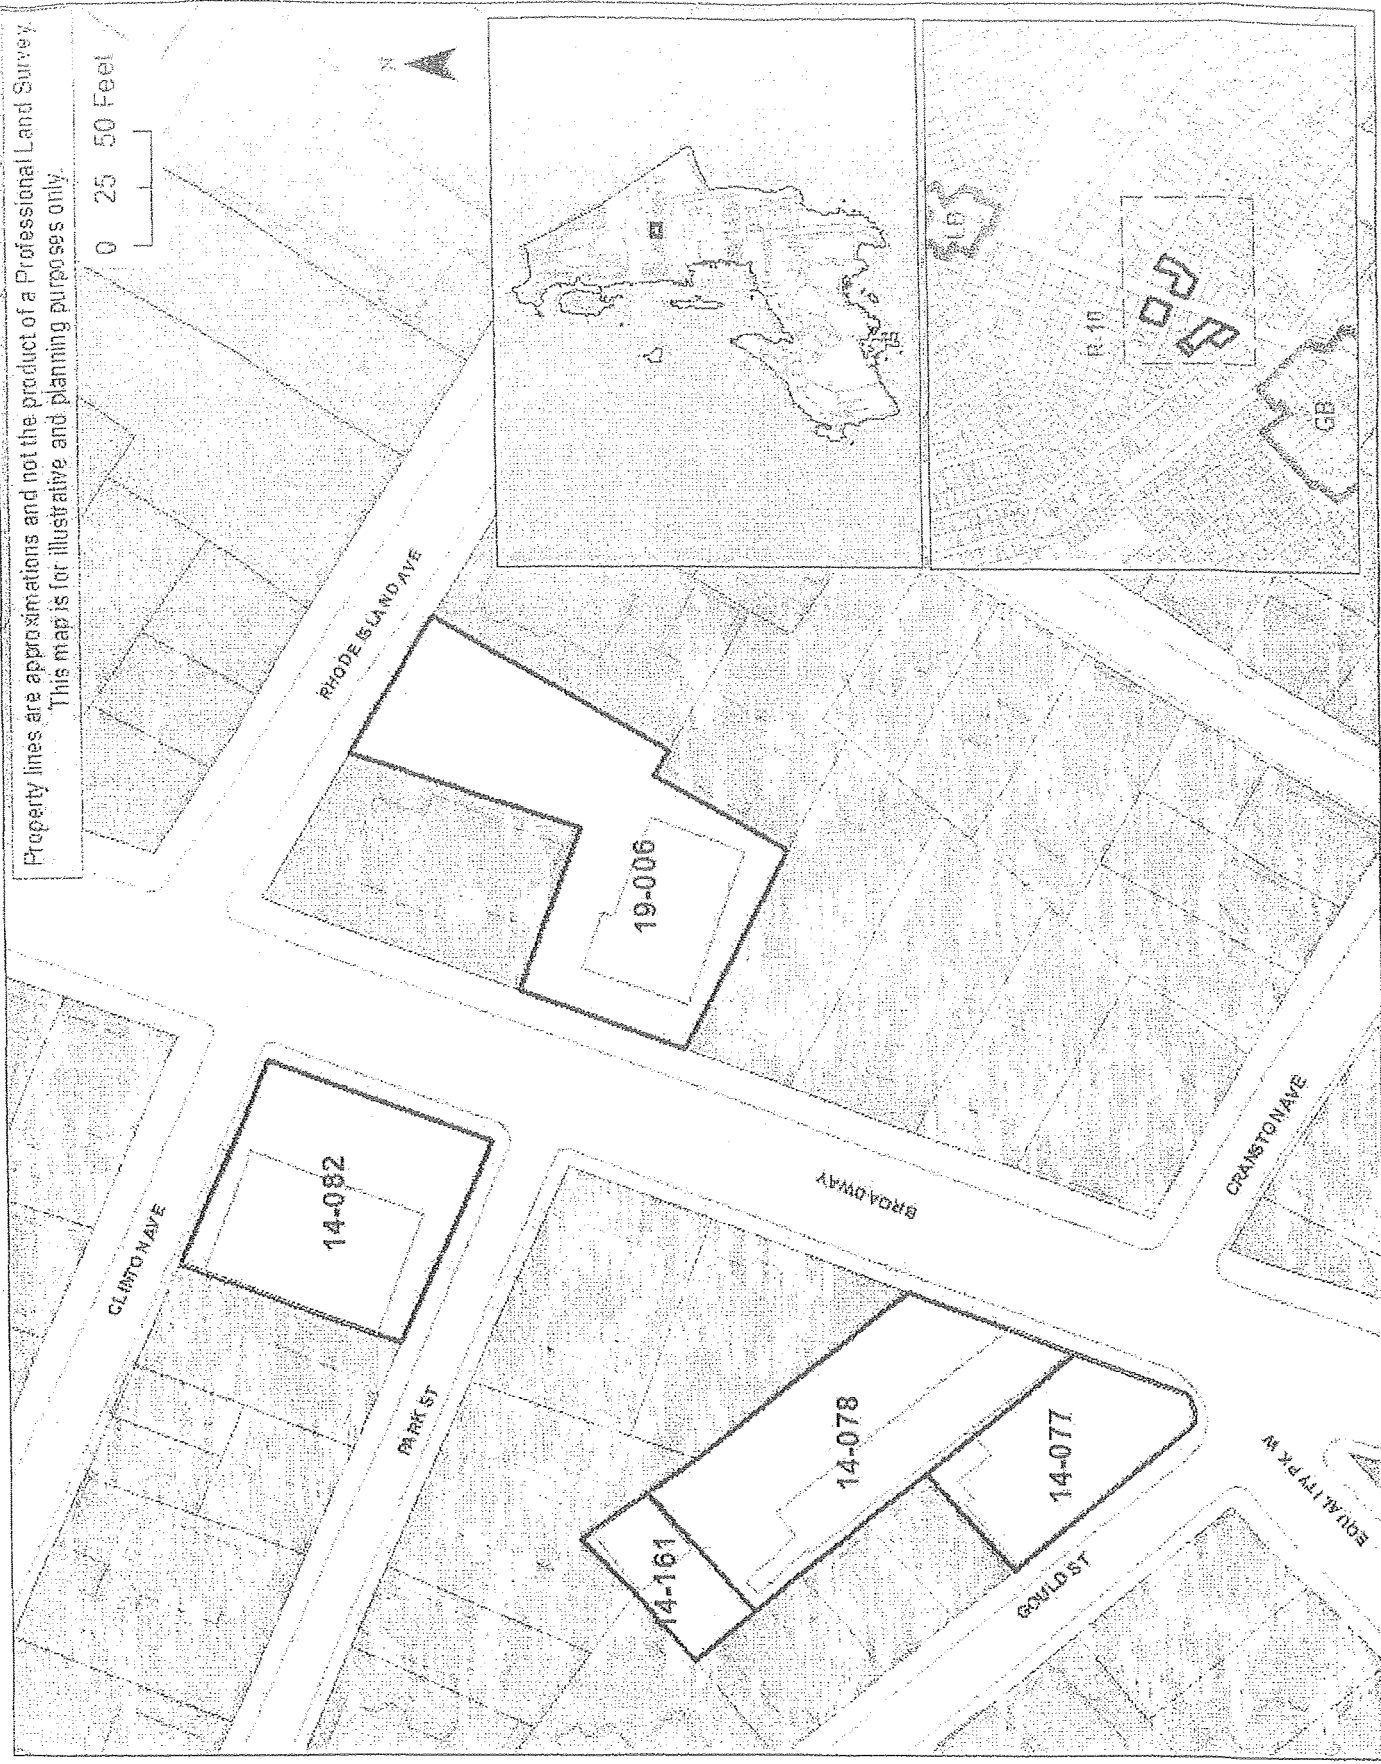 Property lines are approximations and not the product of a Professional Land Survey.
This map is for illustrative and planning purposes only.
0 25 50 Feet
N
RHODE ISLAND AVE
CLINTON AVE
14-082
19-006
PARK ST
BROADWAY
14-161
14-078
14-077
GOULD ST
CRANSTON AVE
EQUALITY PK W
LB
R-10
GB